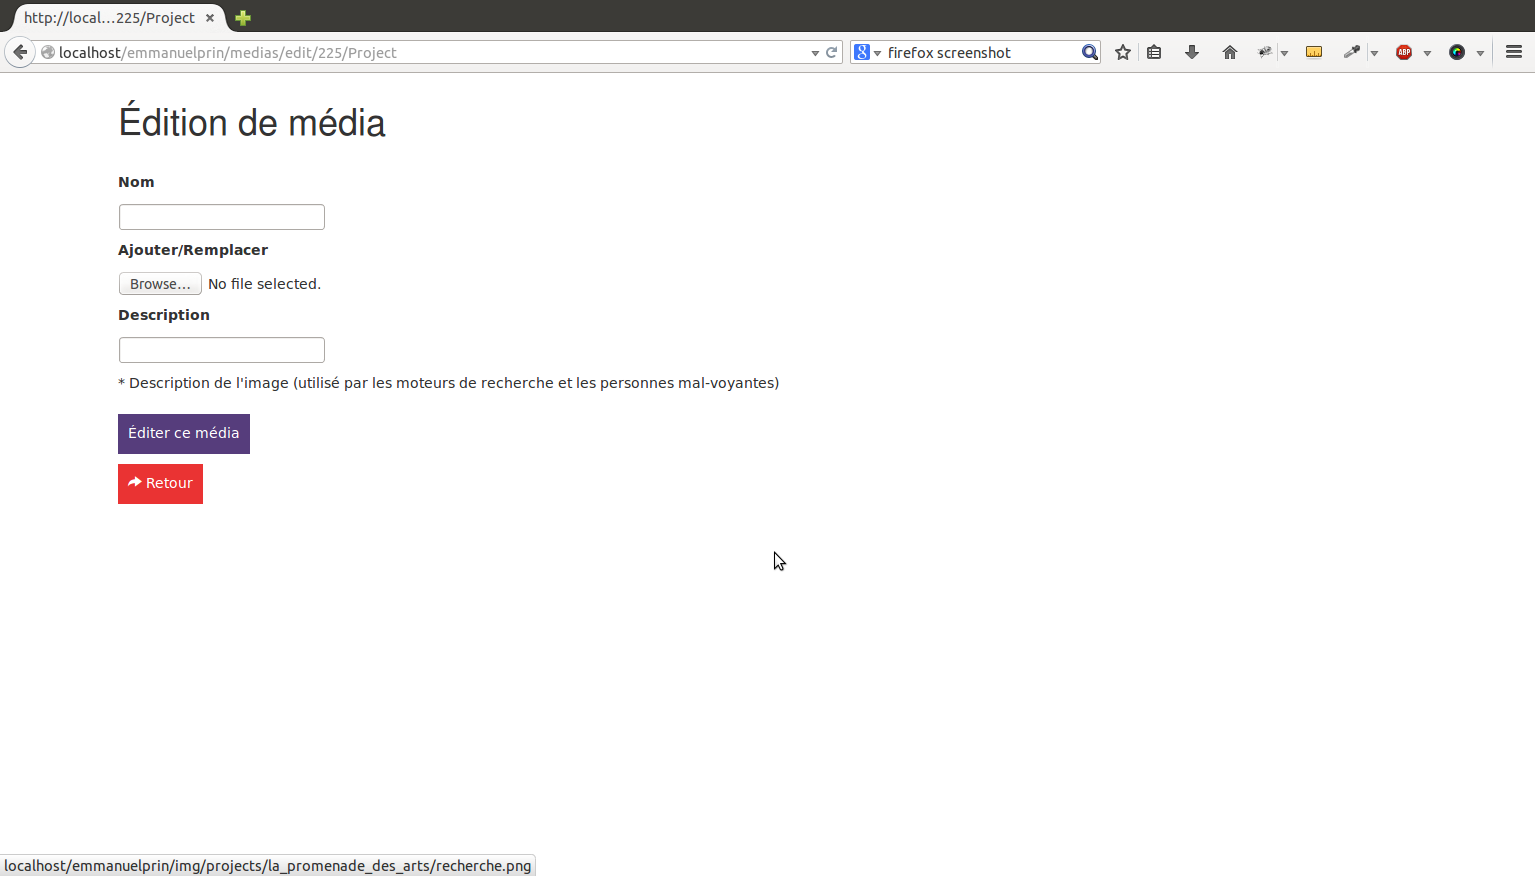 http://local...225/Project
localhost/emmanuelprin/medias/edit/225/Project
8 firefox screenshot
ABP
Édition de média
Nom
Ajouter/Remplacer
Browse... No file selected.
Description
* Description de l'image (utilisé par les moteurs de recherche et les personnes mal-voyantes)
Éditer ce média
Retour
localhost/emmanuelprin/img/projects/la_promenade_des_arts/recherche.png